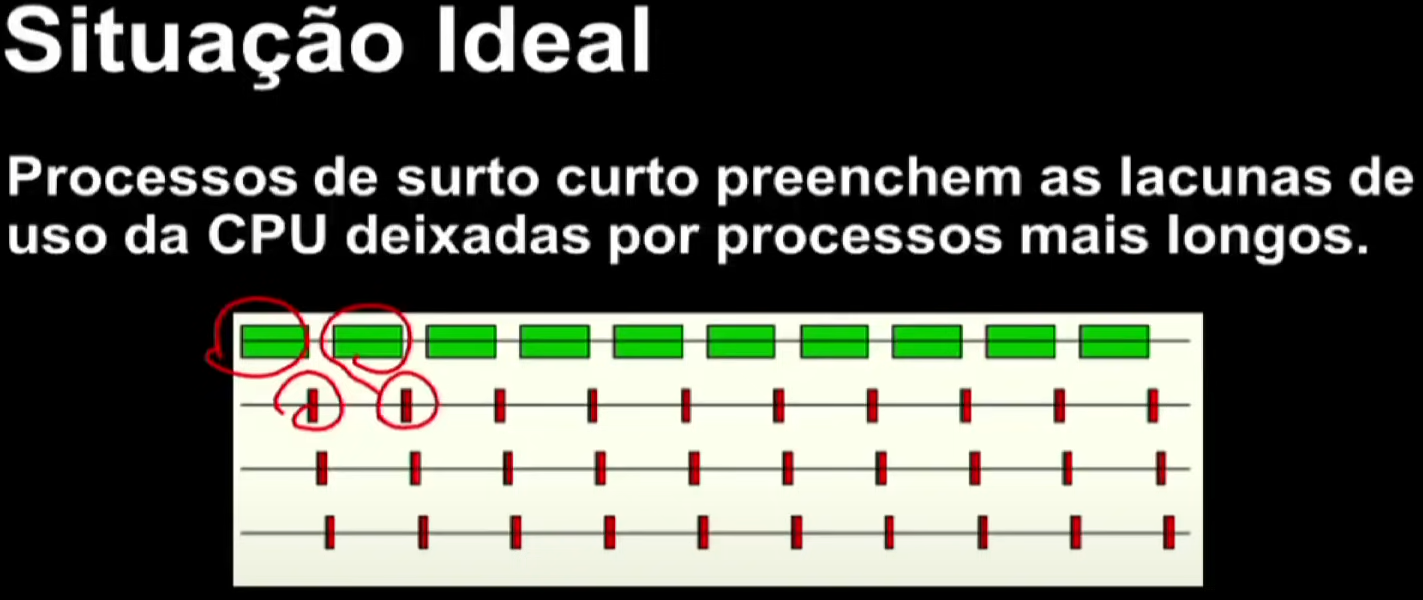 Situação Ideal
Processos de surto curto preenchem as lacunas de
uso da CPU deixadas por processos mais longos.